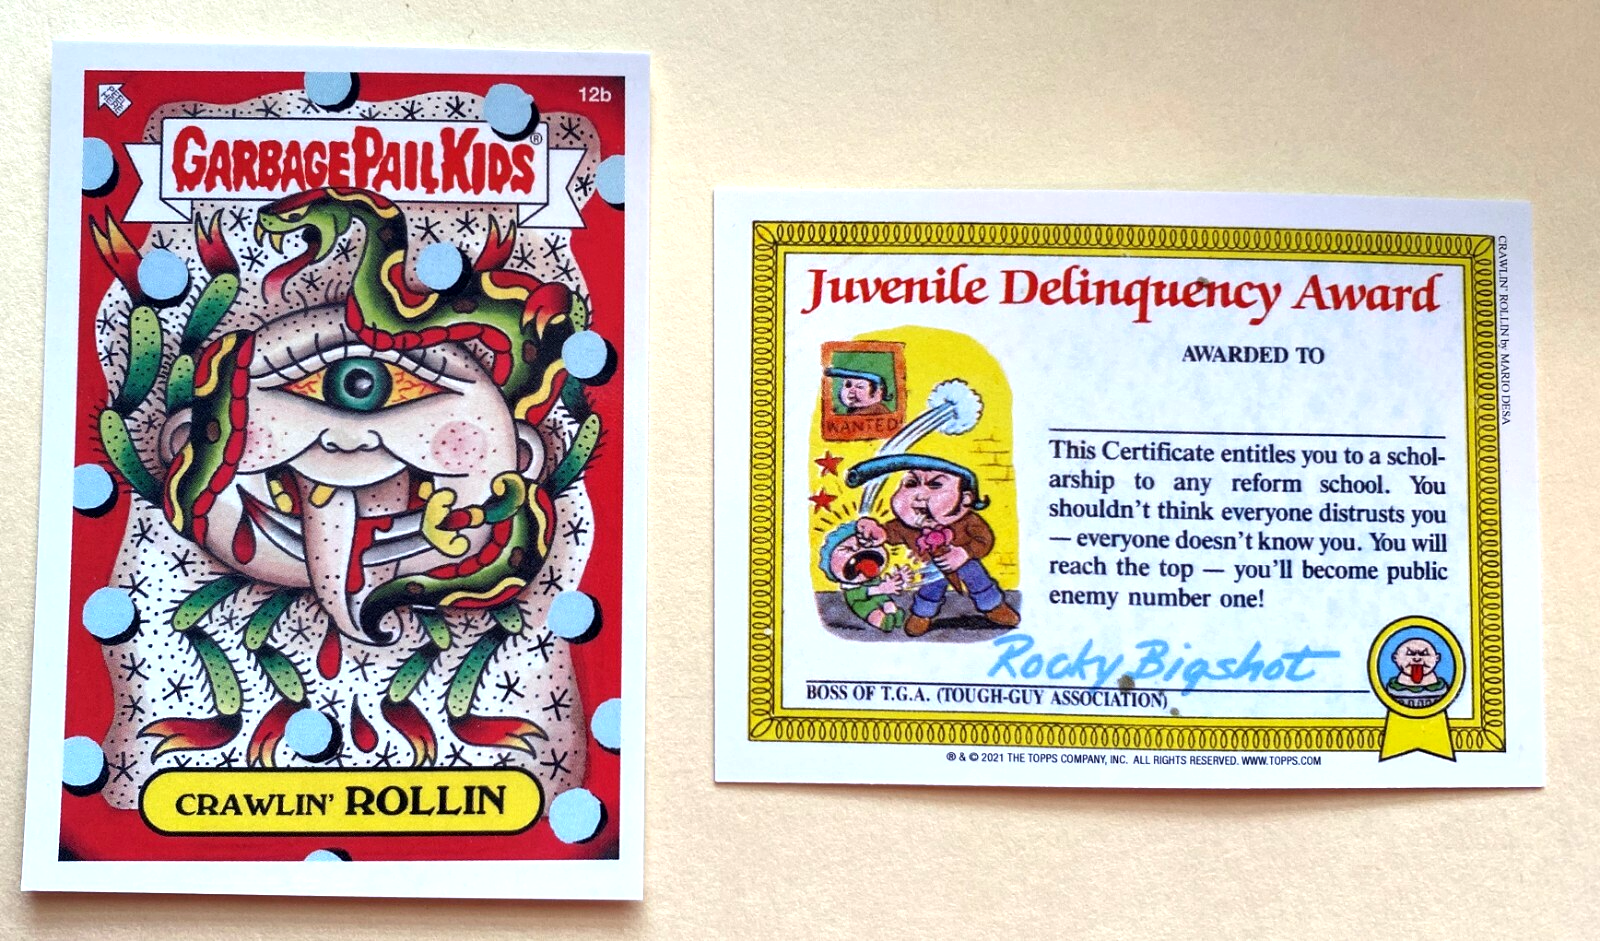 12b
GARBAGE PAIL KIDS®
CRAWLIN' ROLLIN
Juvenile Delinquency Award
AWARDED TO
WANTED
This Certificate entitles you to a schol-
arship to any reform school. You
shouldn't think everyone distrusts you
— everyone doesn't know you. You will
reach the top — you'll become public
enemy number one!
Rocky Bigshot
BOSS OF T.G.A. (TOUGH-GUY ASSOCIATION)
® & © 2021 THE TOPPS COMPANY, INC. ALL RIGHTS RESERVED. WWW.TOPPS.COM
CRAWLIN' ROLLIN by MARIO DESA